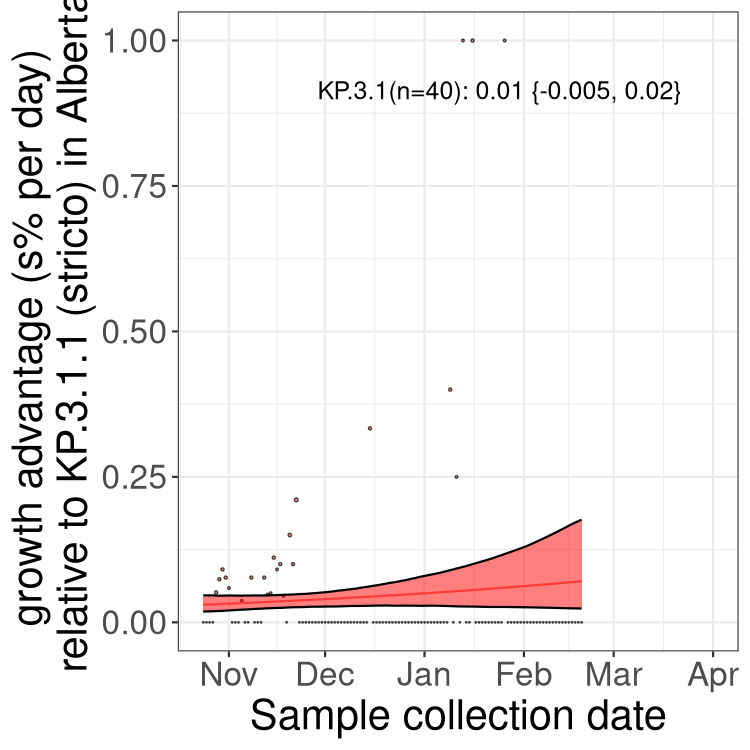 growth advantage (s% per day)
relative to KP.3.1.1 (stricto) in Alberta
1.00
0.75
0.50
0.25
0.00
KP.3.1(n=40): 0.01 {-0.005, 0.02}
Nov Dec Jan Feb Mar Apr
Sample collection date